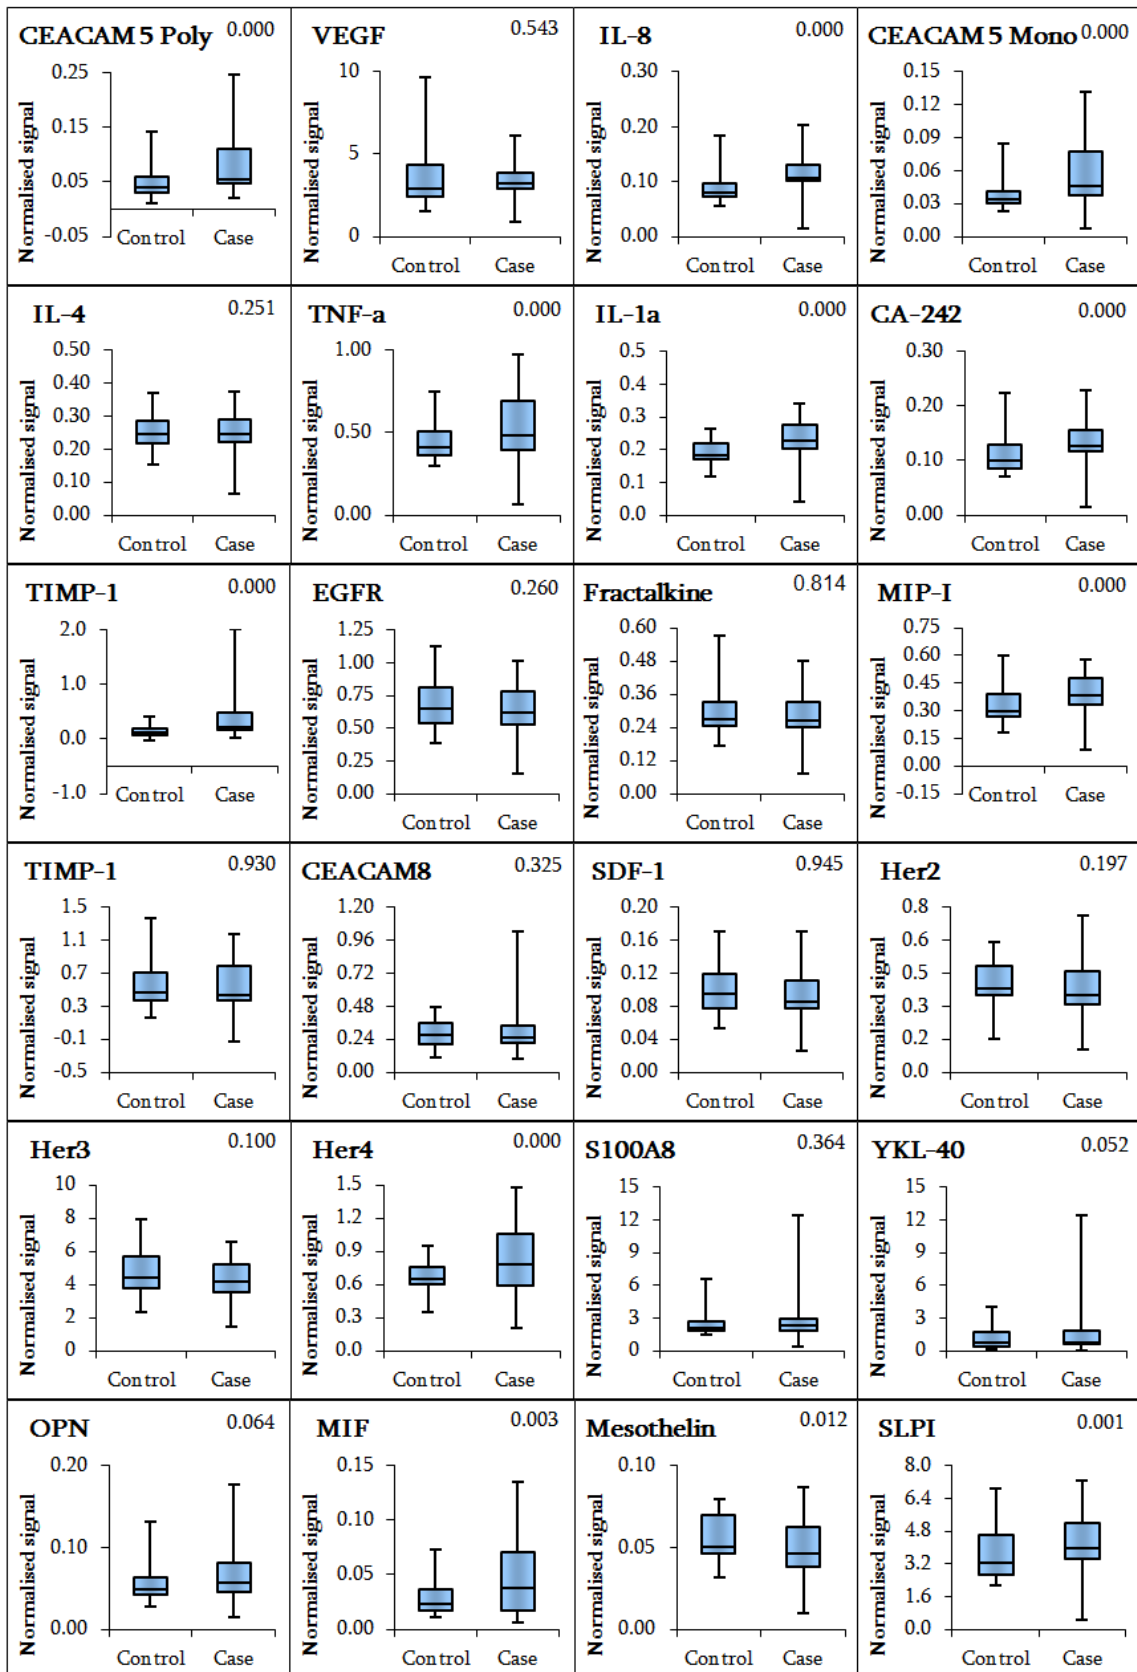 CEACAM 5 Poly 0.000
Normalised signal
0.25
0.15
0.05
-0.05
Control Case
VEGF 0.543
Normalised signal
10
5
0
Control Case
IL-8 0.000
Normalised signal
0.30
0.20
0.10
0.00
Control Case
CEACAM 5 Mono 0.000
Normalised signal
0.15
0.12
0.09
0.06
0.03
0.00
Control Case
IL-4 0.251
Normalised signal
0.50
0.40
0.30
0.20
0.10
0.00
Control Case
TNF-a 0.000
Normalised signal
1.00
0.50
0.00
Control Case
IL-1a 0.000
Normalised signal
0.5
0.4
0.3
0.2
0.1
0.0
Control Case
CA-242 0.000
Normalised signal
0.30
0.20
0.10
0.00
Control Case
TIMP-1 0.000
Normalised signal
2.0
1.0
0.0
-1.0
Control Case
EGFR 0.260
Normalised signal
1.25
1.00
0.75
0.50
0.25
0.00
Control Case
Fractalkine 0.814
Normalised signal
0.60
0.48
0.36
0.24
0.12
0.00
Control Case
MIP-I 0.000
Normalised signal
0.75
0.60
0.45
0.30
0.15
0.00
-0.15
Control Case
TIMP-1 0.930
Normalised signal
1.5
1.1
0.7
0.3
-0.1
-0.5
Control Case
CEACAM8 0.325
Normalised signal
1.20
0.96
0.72
0.48
0.24
0.00
Control Case
SDF-1 0.945
Normalised signal
0.20
0.16
0.12
0.08
0.04
0.00
Control Case
Her2 0.197
Normalised signal
0.8
0.6
0.5
0.3
0.2
0.0
Control Case
Her3 0.100
Normalised signal
10
8
6
4
2
0
Control Case
Her4 0.000
Normalised signal
1.5
1.2
0.9
0.6
0.3
0.0
Control Case
S100A8 0.364
Normalised signal
15
12
9
6
3
0
Control Case
YKL-40 0.052
Normalised signal
15
12
9
6
3
0
Control Case
OPN 0.064
Normalised signal
0.20
0.10
0.00
Control Case
MIF 0.003
Normalised signal
0.15
0.10
0.05
0.00
Control Case
Mesothelin 0.012
Normalised signal
0.10
0.05
0.00
Control Case
SLPI 0.001
Normalised signal
8.0
6.4
4.8
3.2
1.6
0.0
Control Case